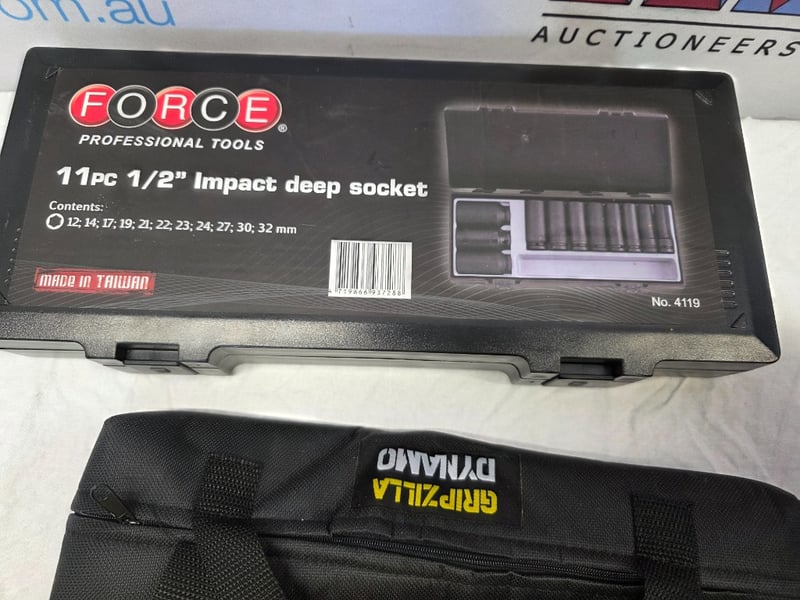 om.au
AUCTIONEERS
FORCE®
PROFESSIONAL TOOLS
11PC 1/2" Impact deep socket
Contents:
12; 14; 17; 19; 21; 22; 23; 24; 27; 30; 32 mm
MADE IN TAIWAN
No. 4119
GRIPZILLA
DYNAMO